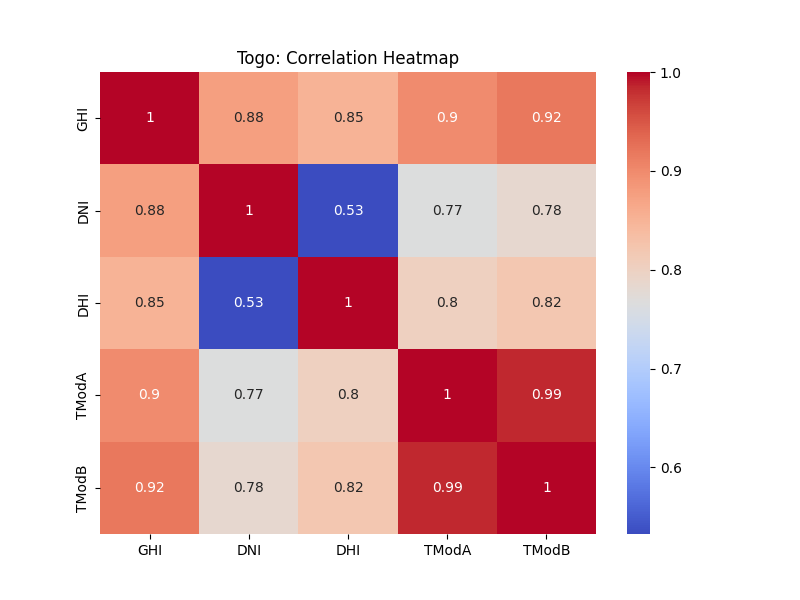 Togo: Correlation Heatmap
GHI 1 0.88 0.85 0.9 0.92
DNI 0.88 1 0.53 0.77 0.78
DHI 0.85 0.53 1 0.8 0.82
TModA 0.9 0.77 0.8 1 0.99
TModB 0.92 0.78 0.82 0.99 1
GHI DNI DHI TModA TModB
1.0
0.9
0.8
0.7
0.6